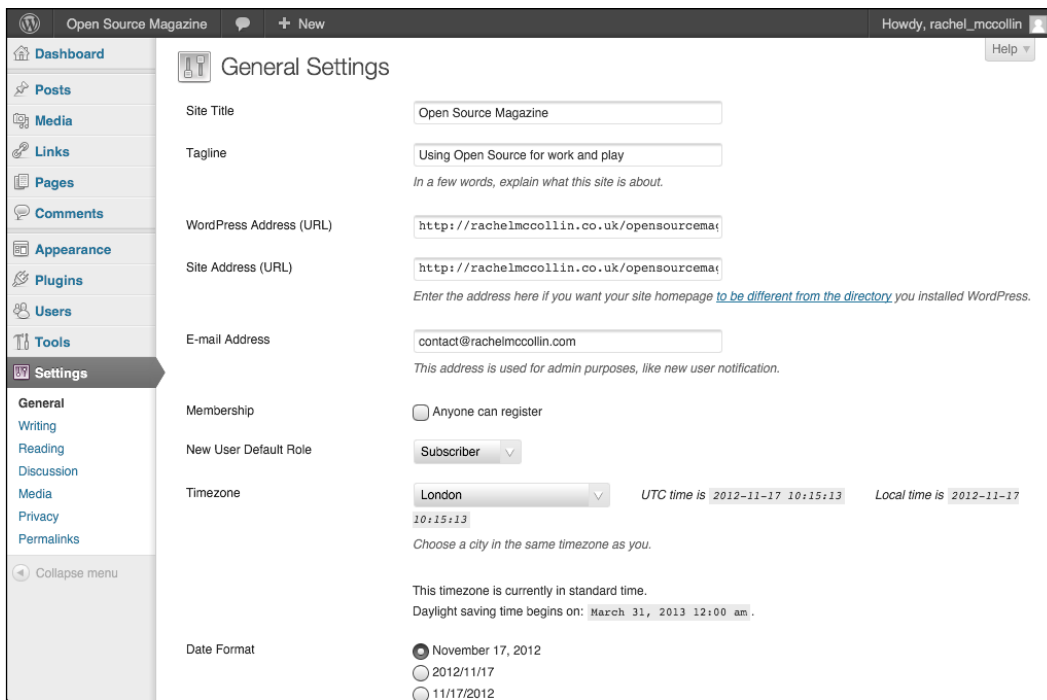 Open Source Magazine + New Howdy, rachel_mccollin
Help
Dashboard
Posts
Media
Links
Pages
Comments
Appearance
Plugins
Users
Tools
Settings
General
Writing
Reading
Discussion
Media
Privacy
Permalinks
Collapse menu
General Settings
Site Title Open Source Magazine
Tagline Using Open Source for work and play
In a few words, explain what this site is about.
WordPress Address (URL) http://rachelmccollin.co.uk/opensourcemag
Site Address (URL) http://rachelmccollin.co.uk/opensourcemag
Enter the address here if you want your site homepage to be different from the directory you installed WordPress.
E-mail Address contact@rachelmccollin.com
This address is used for admin purposes, like new user notification.
Membership Anyone can register
New User Default Role Subscriber
Timezone London UTC time is 2012-11-17 10:15:13 Local time is 2012-11-17
10:15:13
Choose a city in the same timezone as you.
This timezone is currently in standard time.
Daylight saving time begins on: March 31, 2013 12:00 am.
Date Format November 17, 2012
2012/11/17
11/17/2012